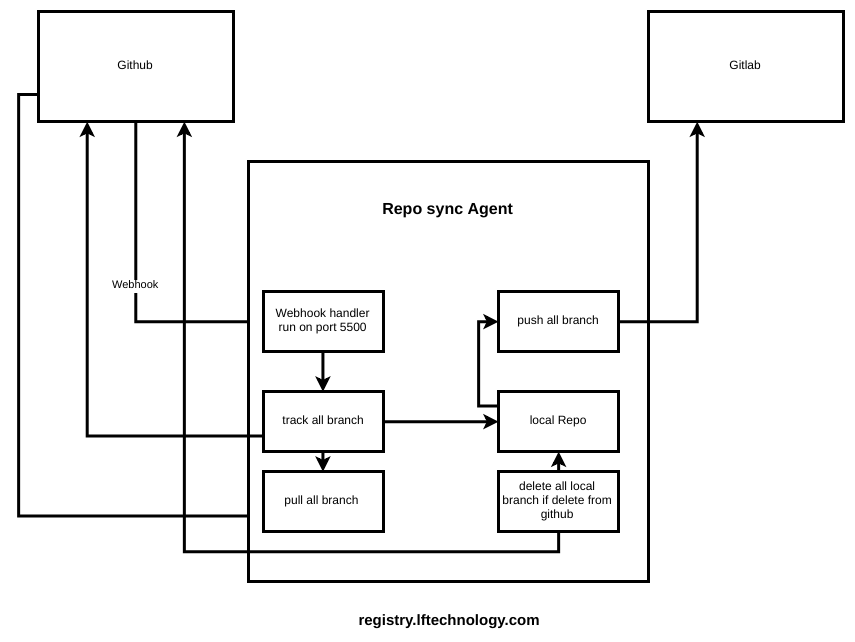 Github
Gitlab
Repo sync Agent
Webhook
Webhook handler
run on port 5500
push all branch
track all branch
local Repo
pull all branch
delete all local
branch if delete from
github
registry.lftechnology.com